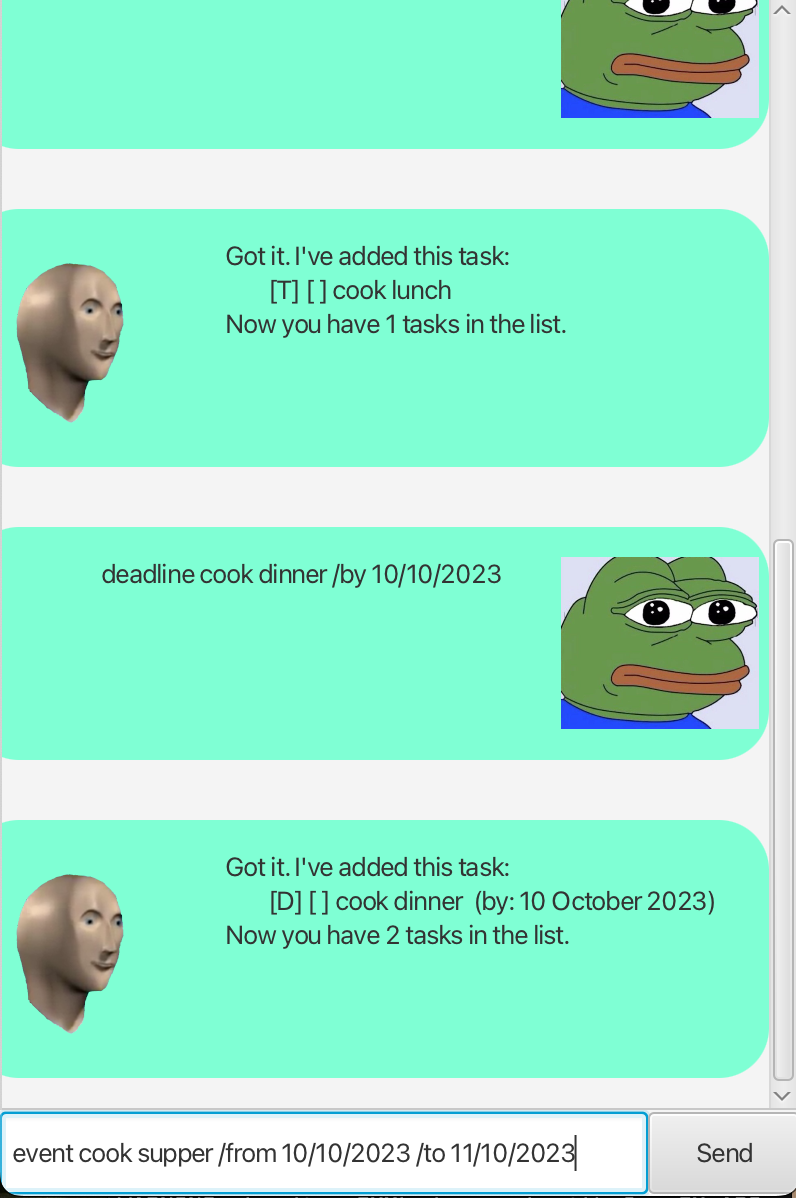 Got it. I've added this task:
[T] [ ] cook lunch
Now you have 1 tasks in the list.
deadline cook dinner /by 10/10/2023
Got it. I've added this task:
[D] [ ] cook dinner  (by: 10 October 2023)
Now you have 2 tasks in the list.
event cook supper /from 10/10/2023 /to 11/10/2023
Send